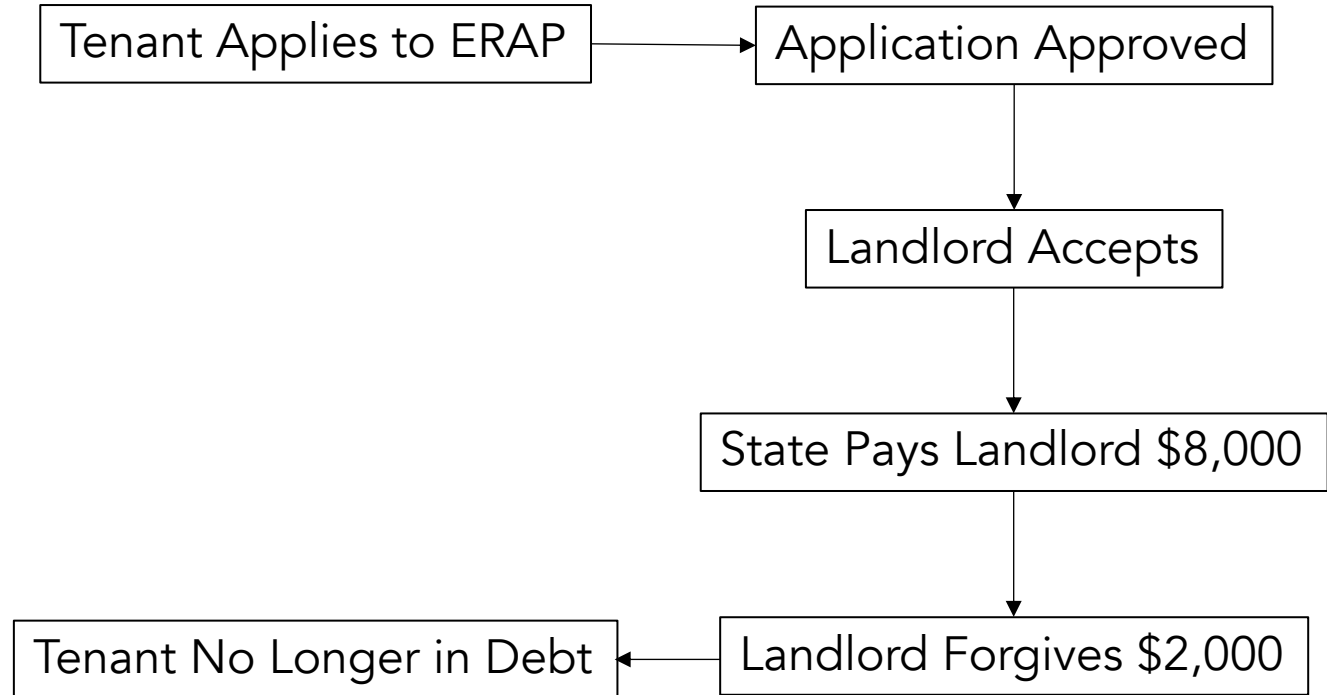 Tenant Applies to ERAP
Application Approved
Landlord Accepts
State Pays Landlord $8,000
Landlord Forgives $2,000
Tenant No Longer in Debt